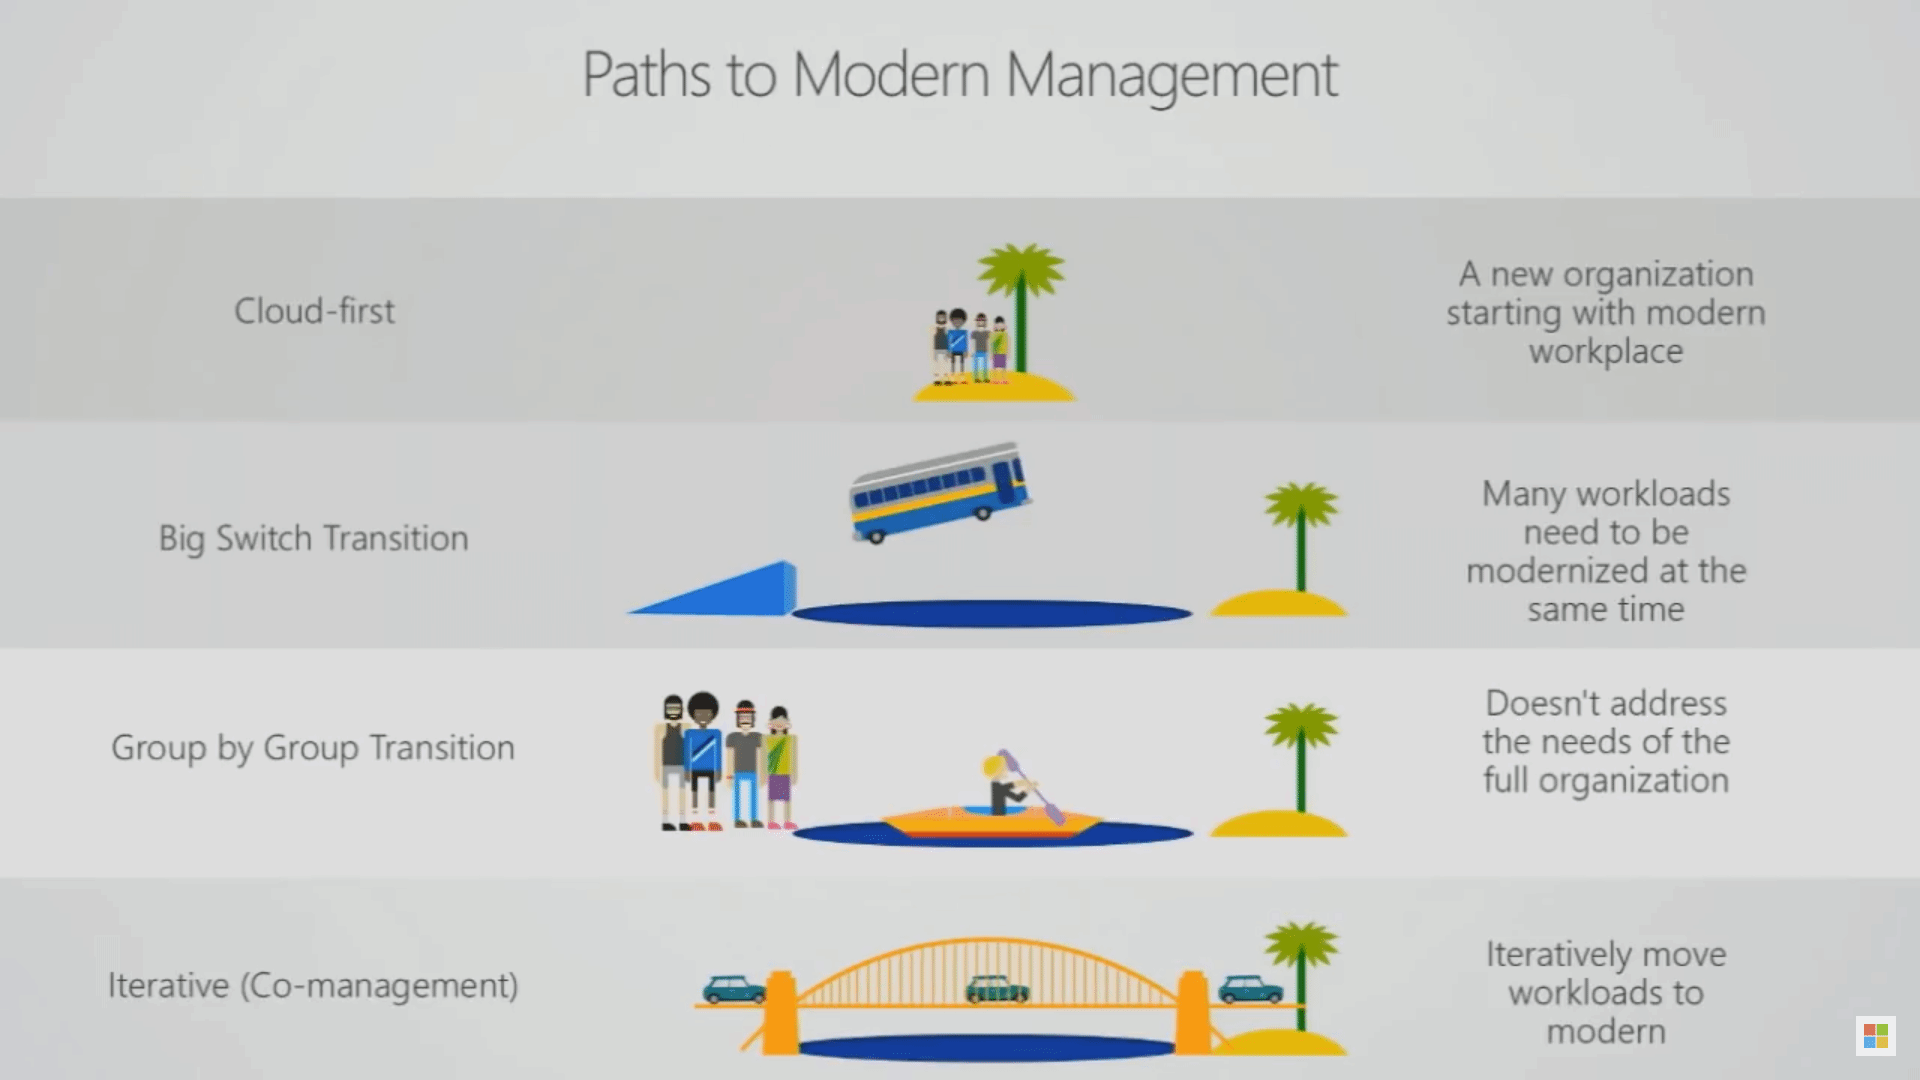 Paths to Modern Management
Cloud-first
A new organization
starting with modern
workplace
Big Switch Transition
Many workloads
need to be
modernized at the
same time
Group by Group Transition
Doesn't address
the needs of the
full organization
Iterative (Co-management)
Iteratively move
workloads to
modern